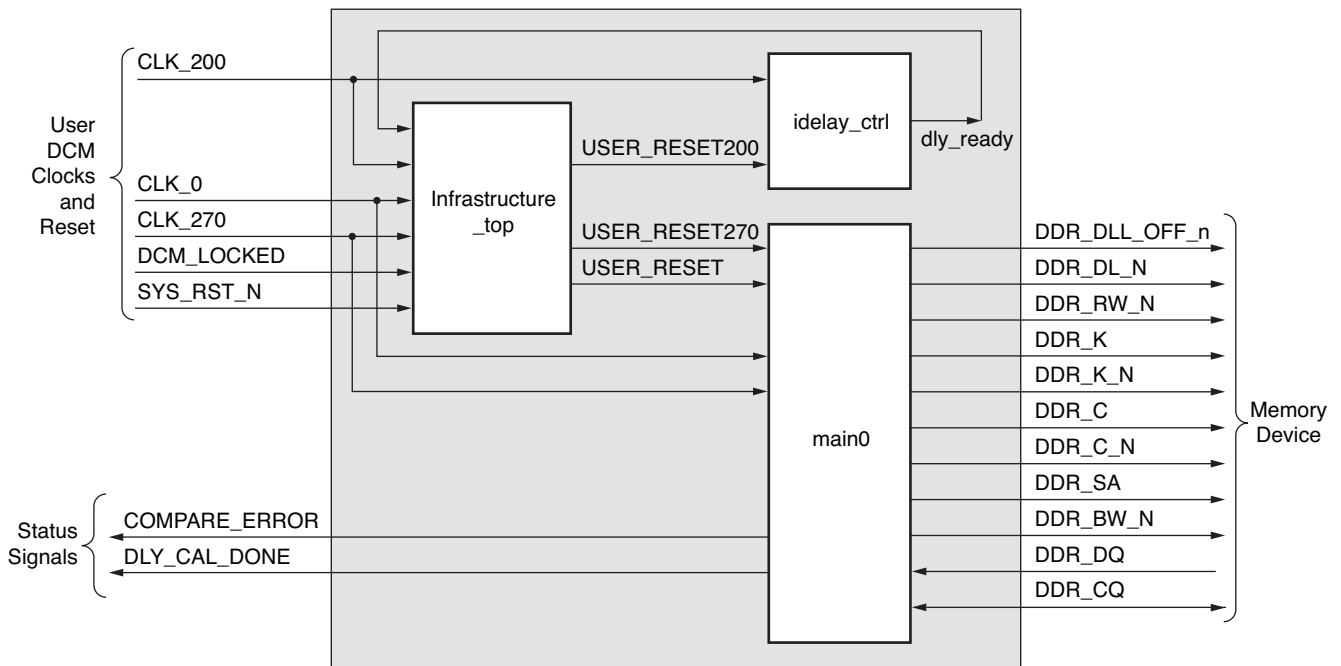 User
DCM
Clocks
and
Reset
CLK_200
CLK_0
CLK_270
DCM_LOCKED
SYS_RST_N
Infrastructure
_top
USER_RESET200
USER_RESET270
USER_RESET
idelay_ctrl
dly_ready
main0
DDR_DLL_OFF_n
DDR_DL_N
DDR_RW_N
DDR_K
DDR_K_N
DDR_C
DDR_C_N
DDR_SA
DDR_BW_N
DDR_DQ
DDR_CQ
Memory
Device
Status
Signals
COMPARE_ERROR
DLY_CAL_DONE